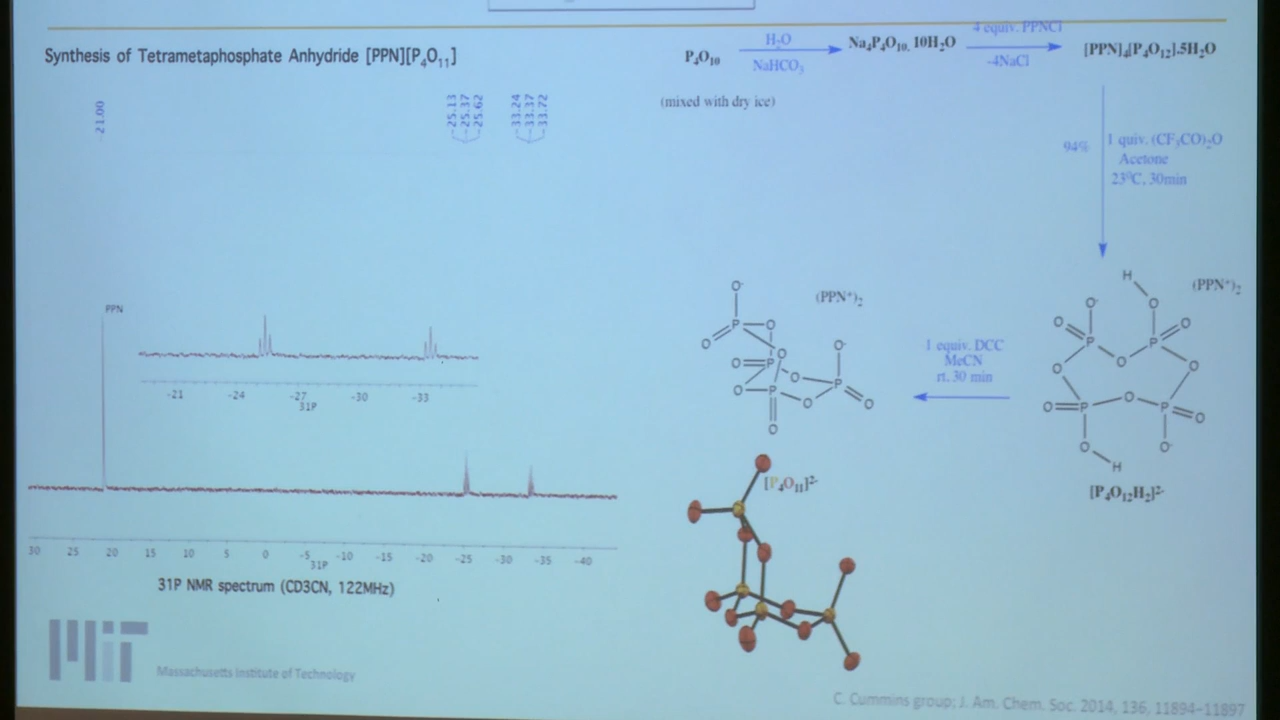 Synthesis of Tetrametaphosphate Anhydride [PPN][P₄O₁₁]
P₄O₁₀
H₂O
NaHCO₃
Na₄P₄O₁₀. 10H₂O
4 equiv. PPNCl
-4NaCl
[PPN]₄[P₄O₁₂].5H₂O
(mixed with dry ice)
94%
1 quiv. (CF₃CO)₂O
Acetone
23⁰C, 30min
21.00
-25.13
-25.37
-25.62
-33.24
-33.37
-33.72
PPN
-21 -24 -27 -30 -33
31P
30 25 20 15 10 5 0 -5 -10 -15 -20 -25 -30 -35 -40
31P
31P NMR spectrum (CD3CN, 122MHz)
(PPN⁺)₂
O⁻
P
O
O
O
O
P
O
O⁻
O
P
O
P
O
O
O
[P₄O₁₁]²⁻
1 equiv. DCC
MeCN
rt, 30 min
H
(PPN⁺)₂
O⁻
O
O
P
P
O
O
O
O
O
P
O
P
O
O
O⁻
H
[P₄O₁₂H₂]²⁻
MIT
Massachusetts Institute of Technology
C. Cummins group; J. Am. Chem. Soc. 2014, 136, 11894-11897